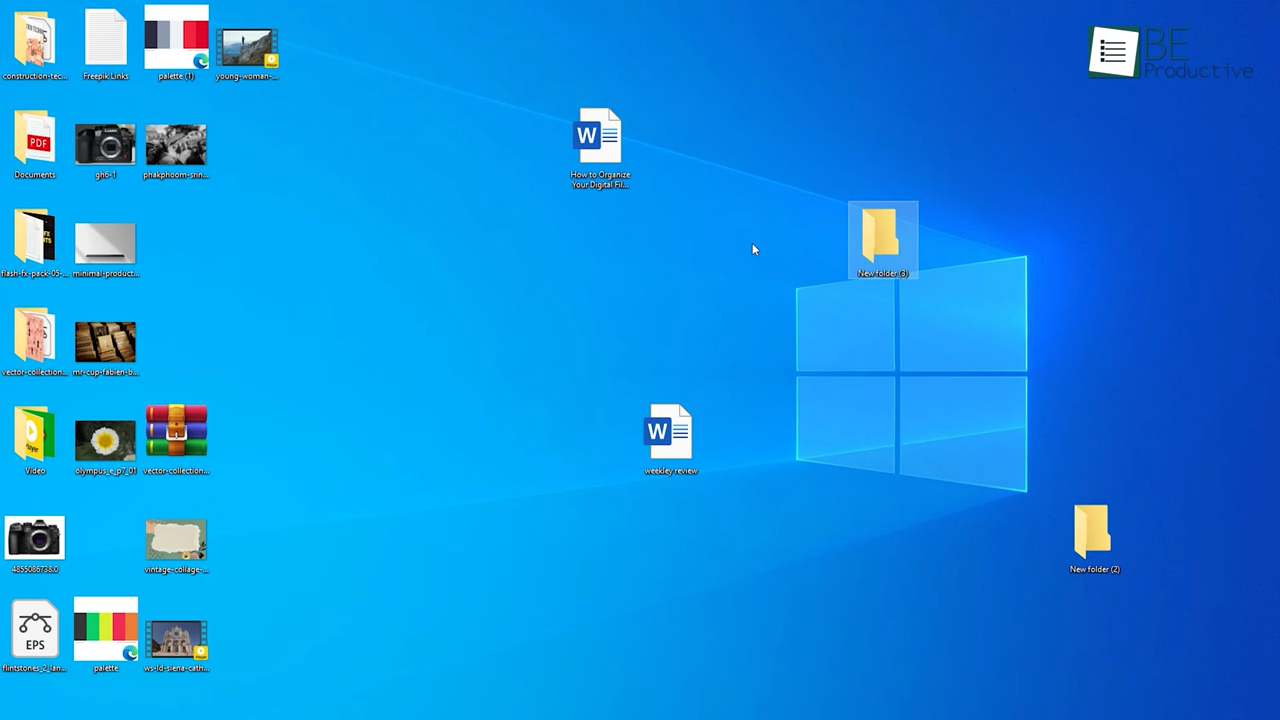 construction-tec...
Freepik Links
palette (1)
young-woman-...
BE
Productive
PDF
Documents
gh6-1
phakphoom-srin...
W
How to Organize
Your Digital Fil...
flash-fx-pack-05-...
minimal-product...
New folder (3)
vector-collection...
mr-cup-fabien-b...
Video
olympus_e_p7_01
vector-collection...
W
weekley review
4855086738.0
vintage-collage-...
New folder (2)
EPS
flintstones_2_lan...
palette
ws-ld-siena-cath...